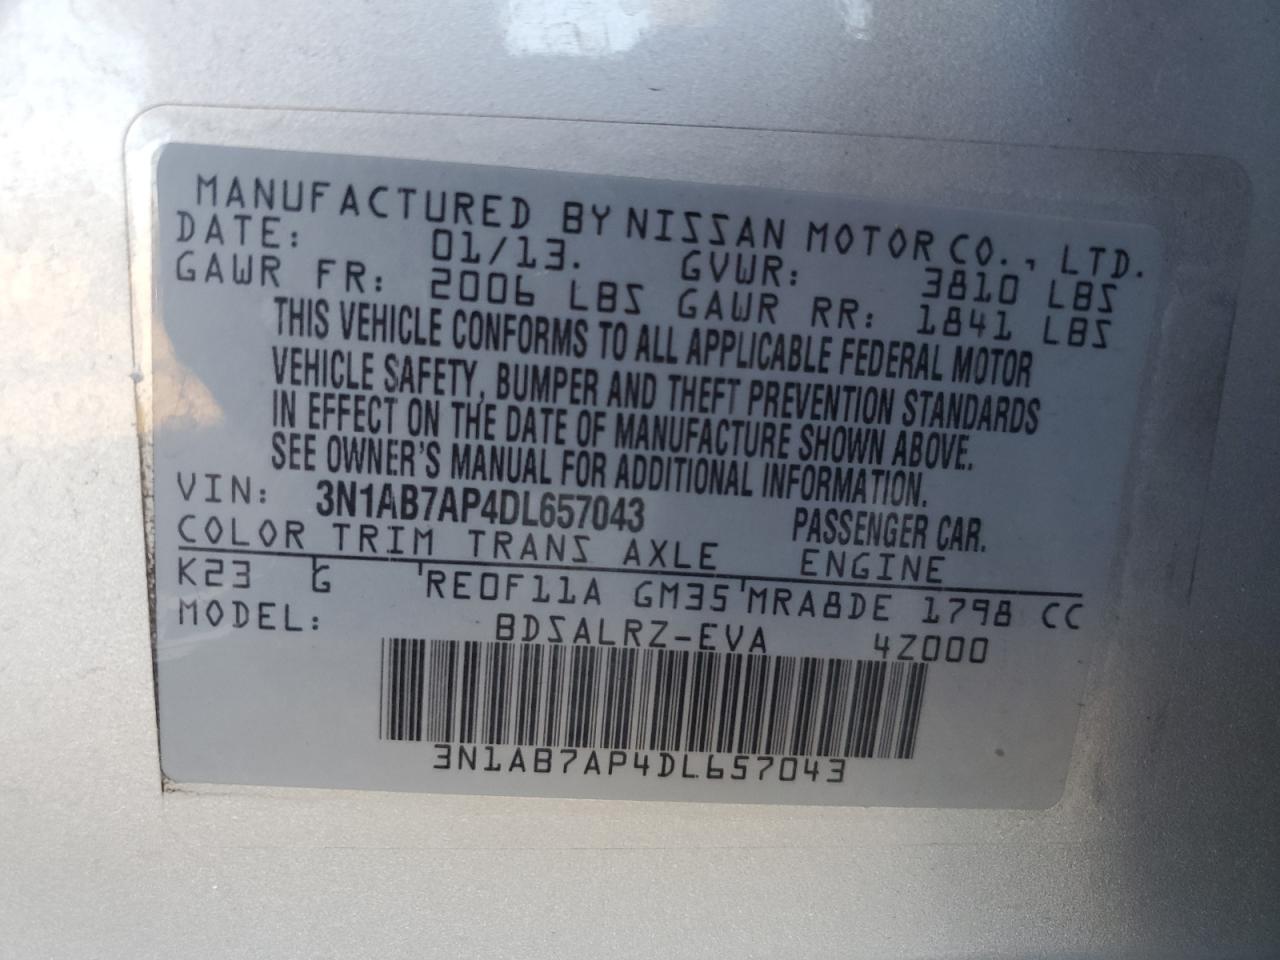 MANUFACTURED BY NISSAN MOTOR CO., LTD.
DATE: 01/13. GVWR: 3810 LBS
GAWR FR: 2006 LBS GAWR RR: 1841 LBS
THIS VEHICLE CONFORMS TO ALL APPLICABLE FEDERAL MOTOR
VEHICLE SAFETY, BUMPER AND THEFT PREVENTION STANDARDS
IN EFFECT ON THE DATE OF MANUFACTURE SHOWN ABOVE.
SEE OWNER'S MANUAL FOR ADDITIONAL INFORMATION.
VIN: 3N1AB7AP4DL657043 PASSENGER CAR.
COLOR TRIM TRANS AXLE ENGINE
K23 G RE0F11A GM35 MRA8DE 1798 CC
MODEL: BDSALRZ-EVA 4Z000
3N1AB7AP4DL657043